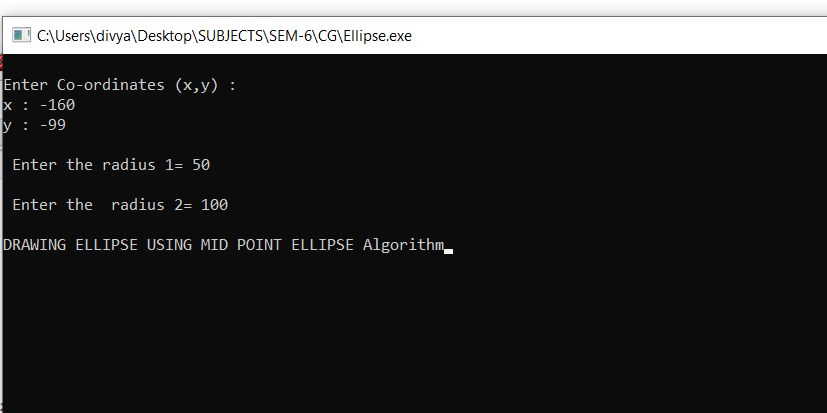 C:\Users\divya\Desktop\SUBJECTS\SEM-6\CG\Ellipse.exe
Enter Co-ordinates (x,y) :
x : -160
y : -99
Enter the radius 1= 50
Enter the  radius 2= 100
DRAWING ELLIPSE USING MID POINT ELLIPSE Algorithm